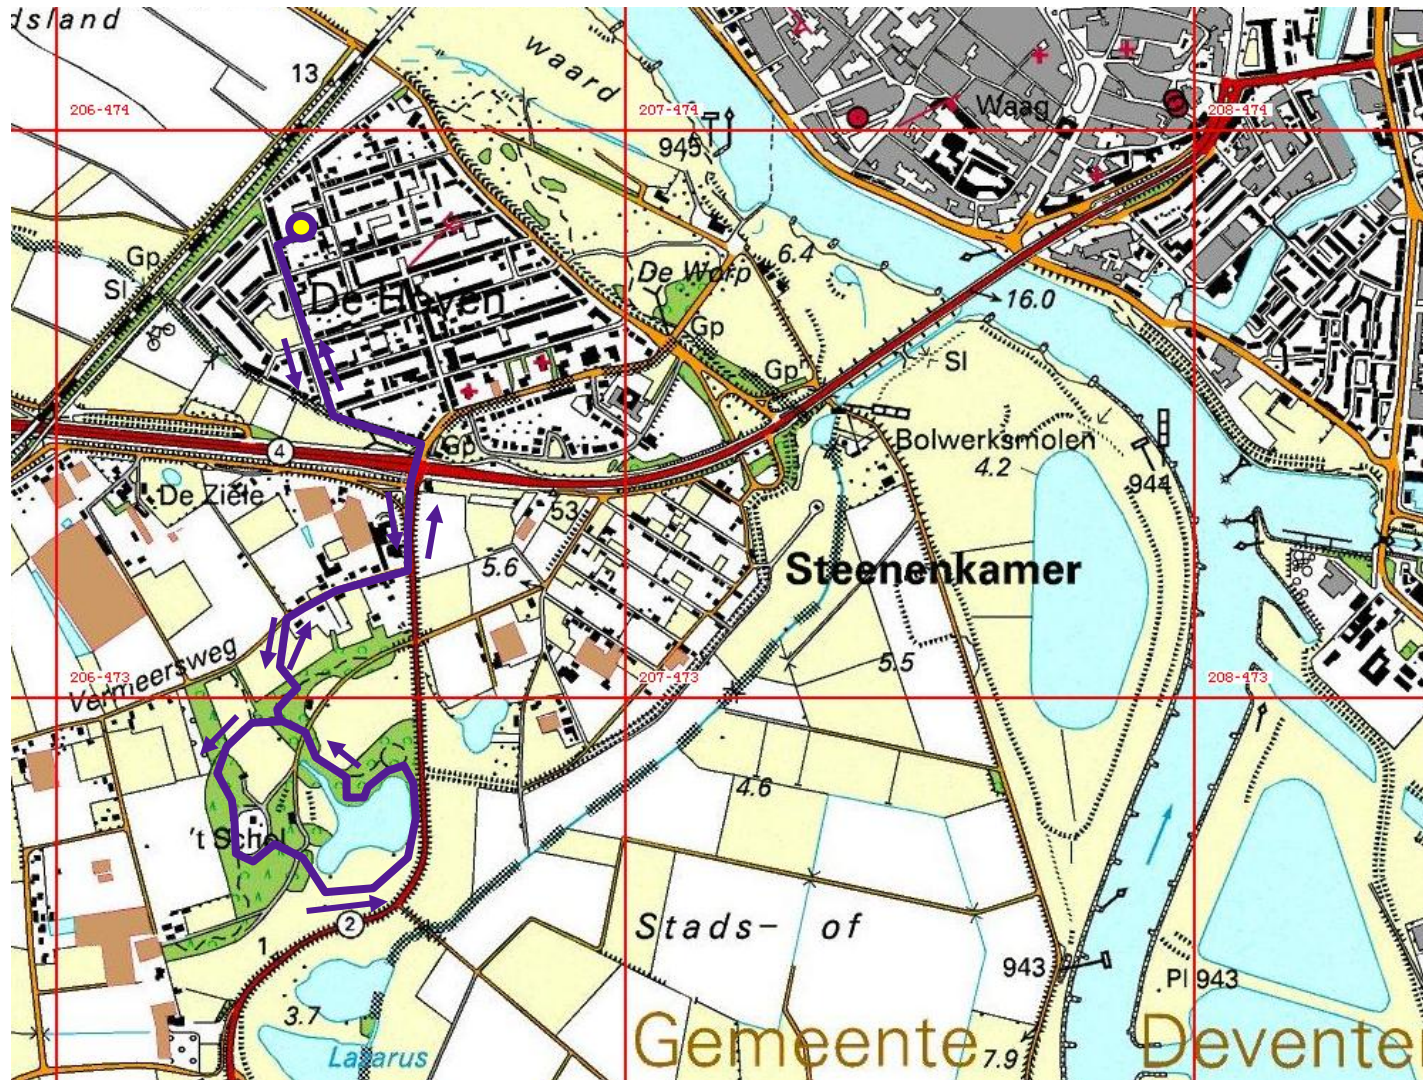 dsland
waard
13
Waag
206-474
207-474
208-474
945
De Worp
6.4
Gp
Sl
De Hoven
16.0
Gp
Sl
Gp
Gp
Bolwerksmolen
4
4.2
944
De Ziele
53
5.6
Steenenkamer
5.5
Vermeersweg
206-473
207-473
208-473
4.6
't Schol
2
1
Stads- of
943
Pl 943
3.7
Lazarus
Gemeente
7.9
Devente